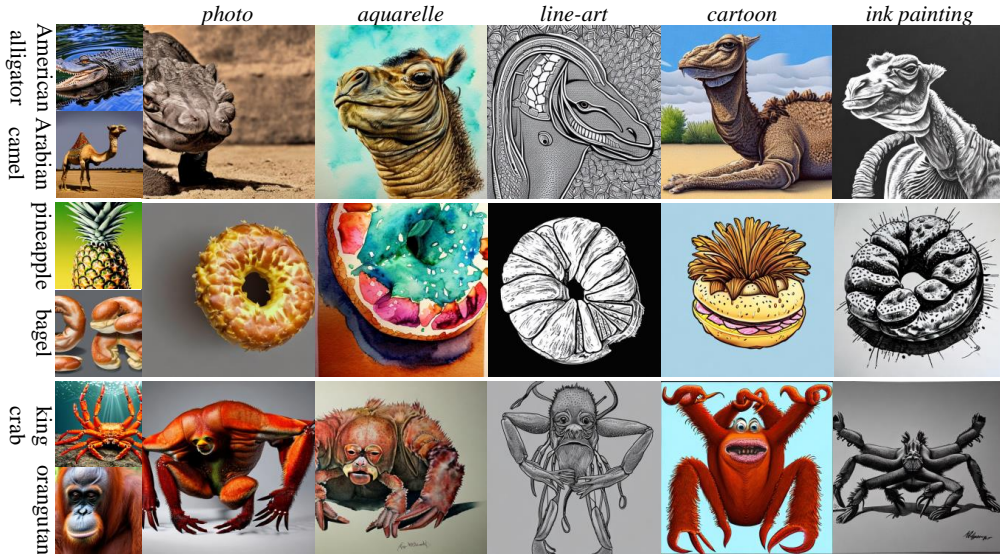 photo aquarelle line-art cartoon ink painting
American
alligator
Arabian
camel
pineapple
bagel
king
crab
orangutan